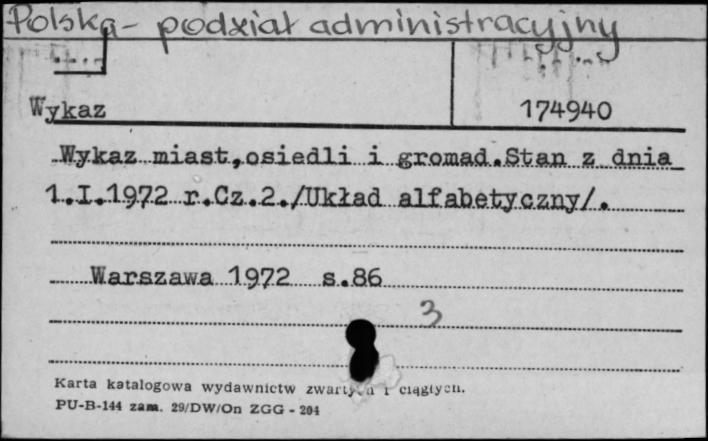 Polska - podział administracyjny
Wykaz
174940
Wykaz miast,osiedli i gromad.Stan z dnia
1.I.1972 r.Cz.2./Układ alfabetyczny/.
Warszawa 1972 s.86
3
Karta katalogowa wydawnictw zwartych i ciągłych.
PU-B-144 zam. 29/DW/On ZGG - 204